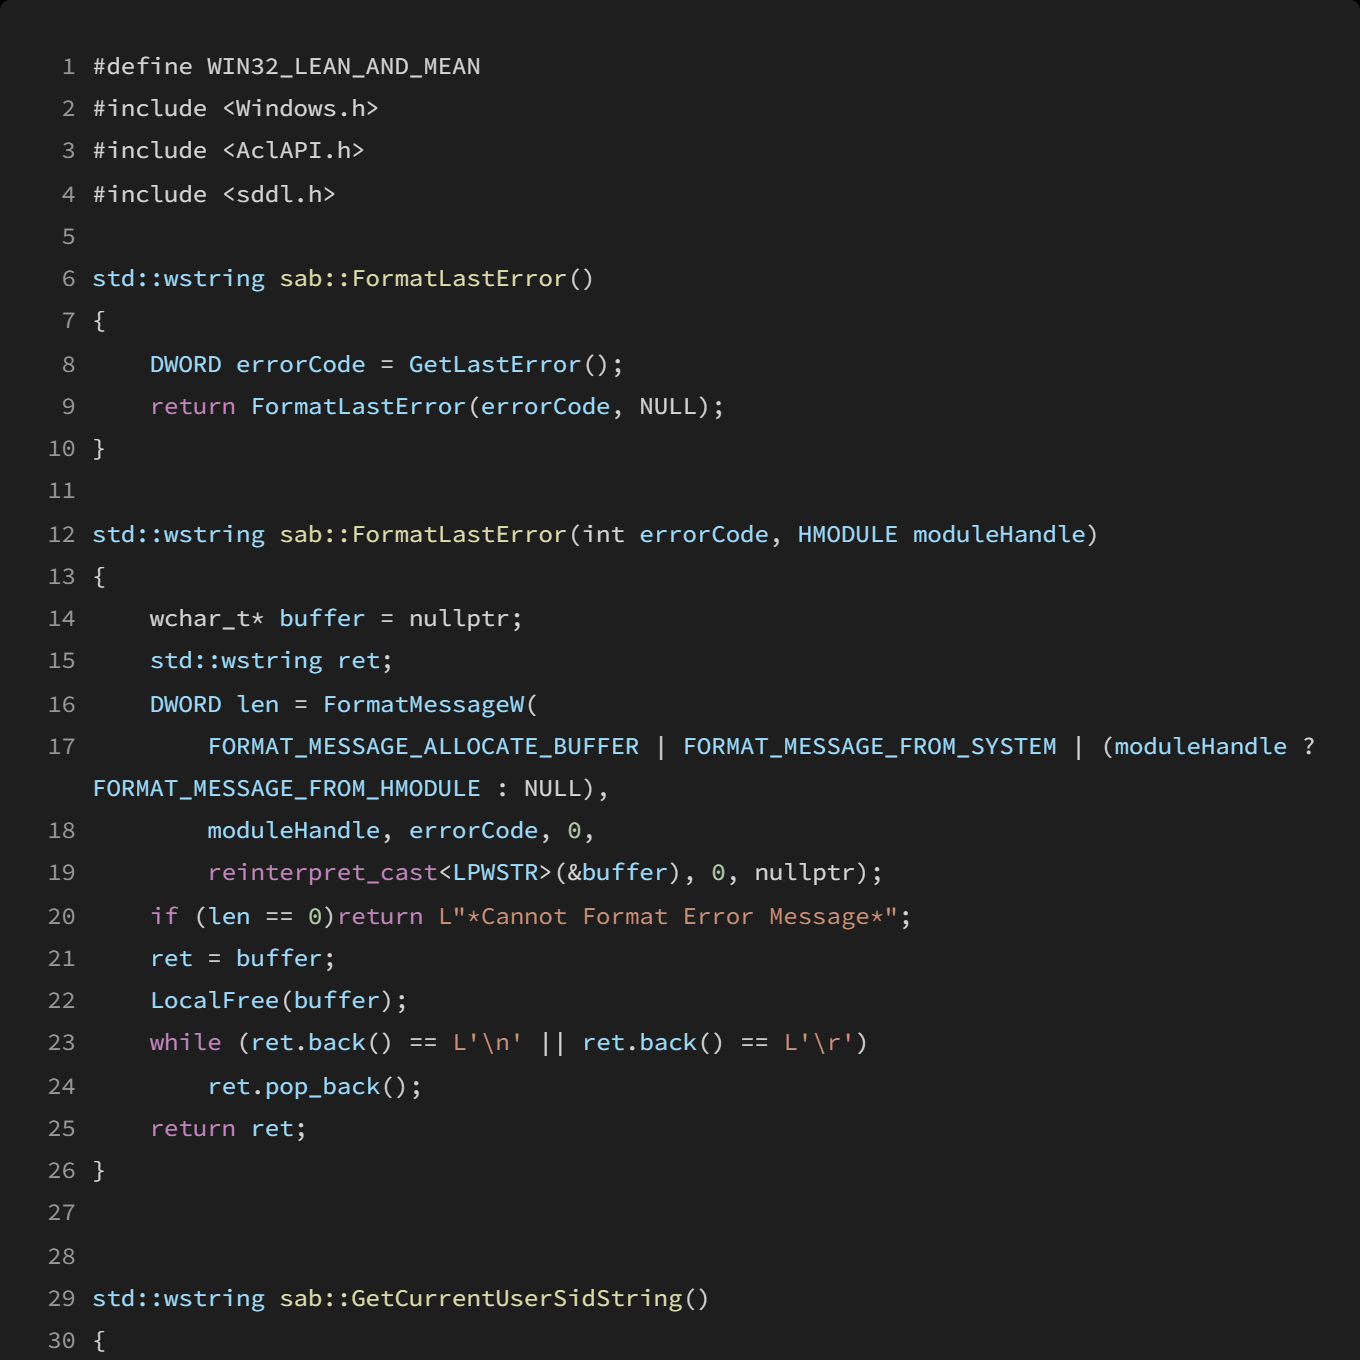 1 #define WIN32_LEAN_AND_MEAN
2 #include <Windows.h>
3 #include <AclAPI.h>
4 #include <sddl.h>
5
6 std::wstring sab::FormatLastError()
7 {
8     DWORD errorCode = GetLastError();
9     return FormatLastError(errorCode, NULL);
10 }
11
12 std::wstring sab::FormatLastError(int errorCode, HMODULE moduleHandle)
13 {
14     wchar_t* buffer = nullptr;
15     std::wstring ret;
16     DWORD len = FormatMessageW(
17         FORMAT_MESSAGE_ALLOCATE_BUFFER | FORMAT_MESSAGE_FROM_SYSTEM | (moduleHandle ?
FORMAT_MESSAGE_FROM_HMODULE : NULL),
18         moduleHandle, errorCode, 0,
19         reinterpret_cast<LPWSTR>(&buffer), 0, nullptr);
20     if (len == 0)return L"*Cannot Format Error Message*";
21     ret = buffer;
22     LocalFree(buffer);
23     while (ret.back() == L'\n' || ret.back() == L'\r')
24         ret.pop_back();
25     return ret;
26 }
27
28
29 std::wstring sab::GetCurrentUserSidString()
30 {